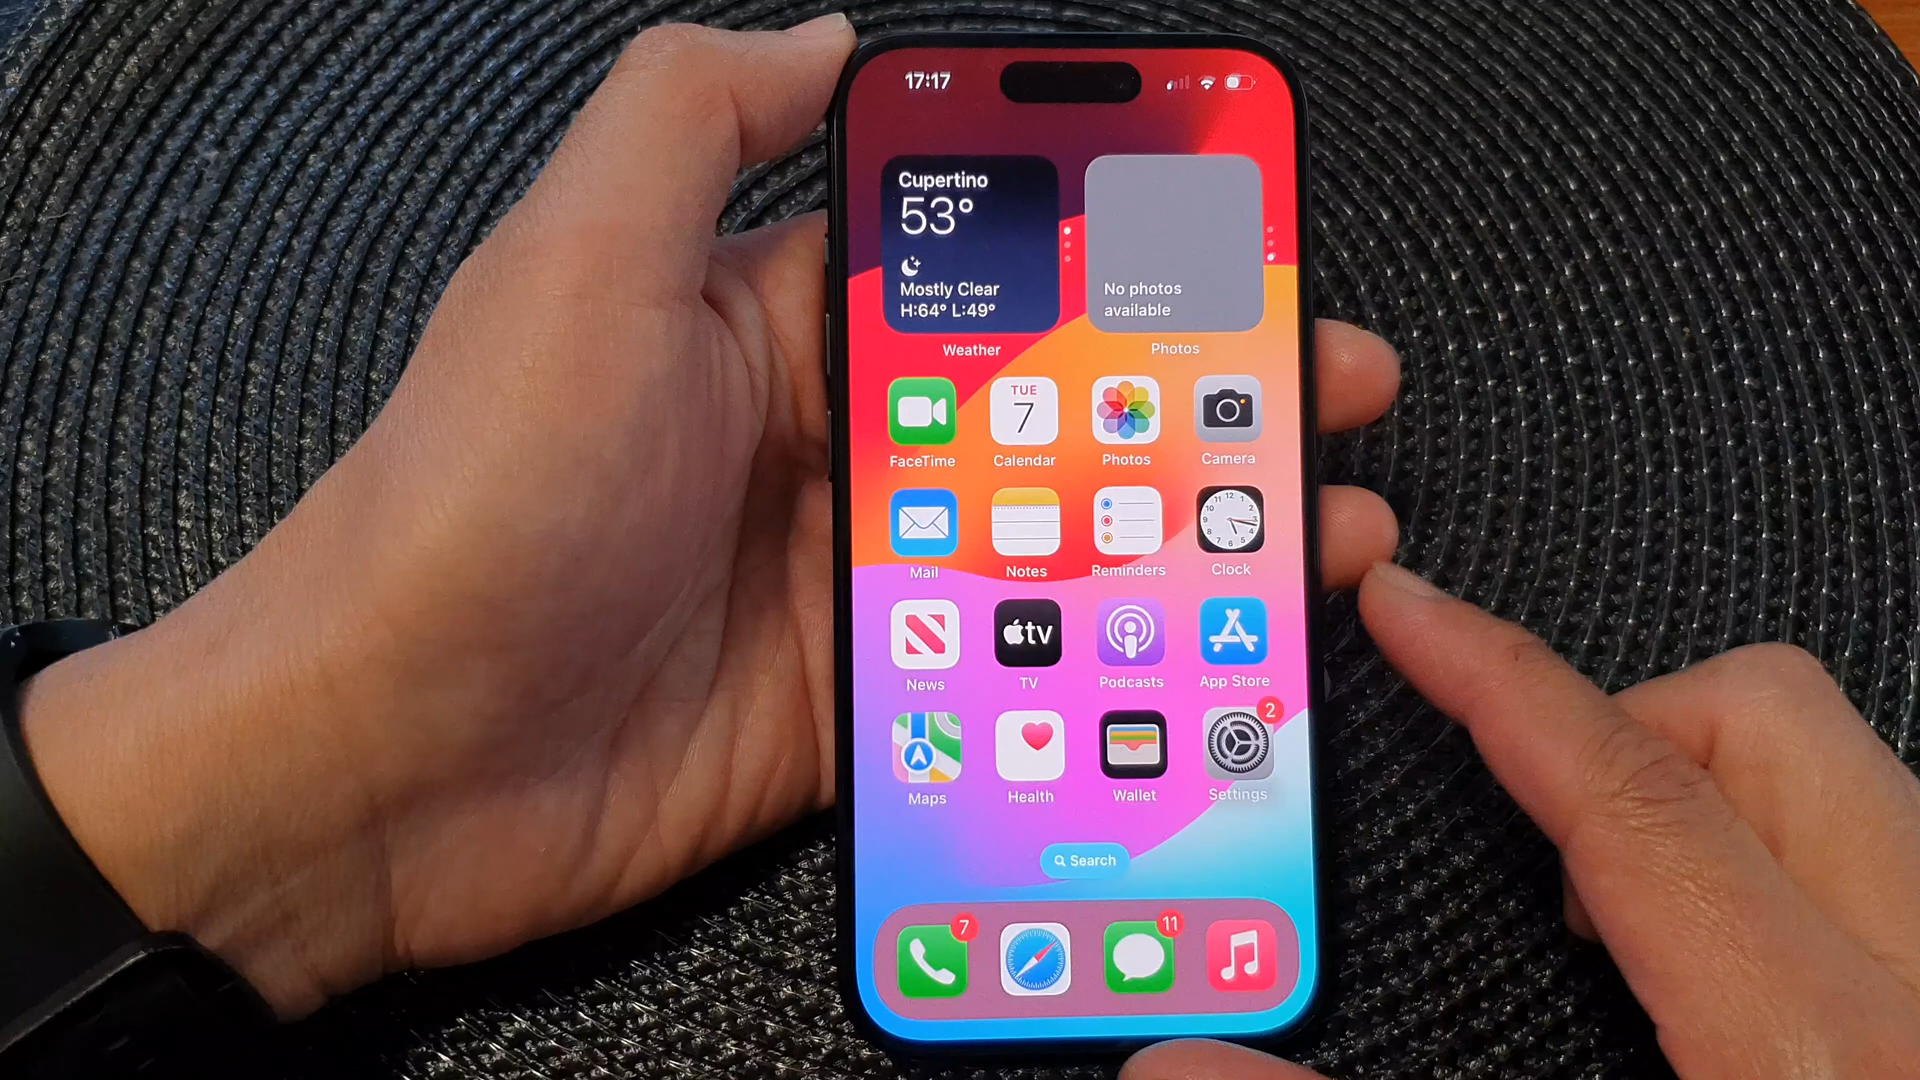 17:17
Cupertino
53°
Mostly Clear
H:64° L:49°
Weather
No photos
available
Photos
FaceTime
TUE
7
Calendar
Photos
Camera
Mail
Notes
Reminders
Clock
News
tv
TV
Podcasts
App Store
Maps
Health
Wallet
2
Settings
Search
7
11